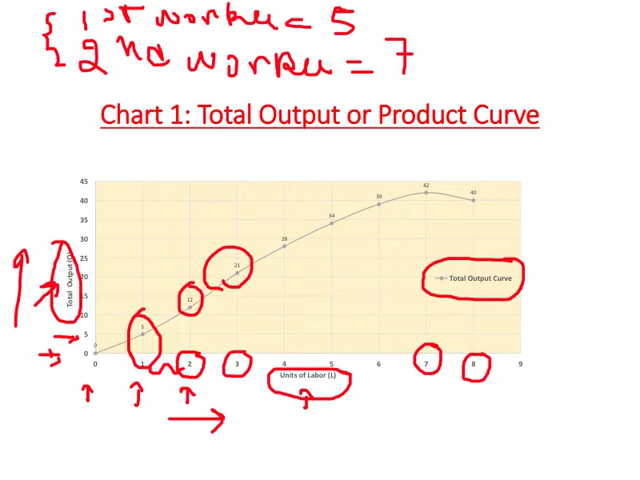 1st worker = 5
2nd worker = 7
Chart 1: Total Output or Product Curve
45
40
35
30
25
20
15
10
5
0
Total Output (Q)
0
5
12
21
28
34
39
42
40
Total Output Curve
0 1 2 3 4 5 6 7 8 9
Units of Labor (L)